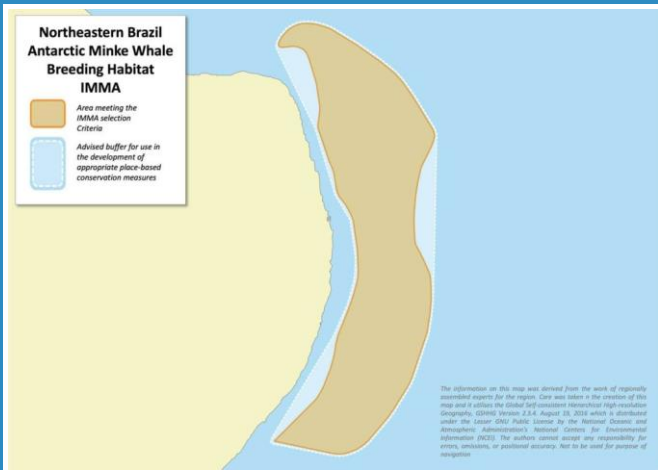 Northeastern Brazil
Antarctic Minke Whale
Breeding Habitat
IMMA
Area meeting the
IMMA selection
Criteria
Advised buffer for use in
the development of
appropriate place-based
conservation measures
The information on this map was derived from the work of regionally
assembled experts for the region. Care was taken in the creation of this
map and it utilises the Global Self-consistent Hierarchical High-resolution
Geography, GSHHG Version 2.3.4. August 18, 2016 which is distributed
under the Lesser GNU Public License by the National Oceanic and
Atmospheric Administration's National Centers for Environmental
Information (NCEI). The authors cannot accept any responsibility for
errors, omissions, or positional accuracy. Not to be used for purpose of
navigation